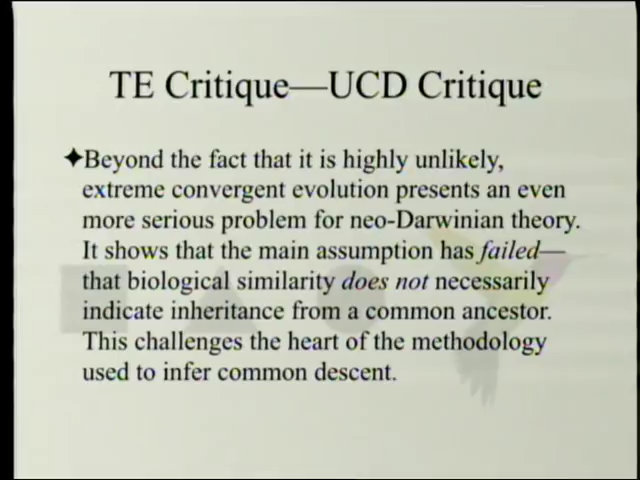 TE Critique—UCD Critique
✦Beyond the fact that it is highly unlikely,
extreme convergent evolution presents an even
more serious problem for neo-Darwinian theory.
It shows that the main assumption has failed—
that biological similarity does not necessarily
indicate inheritance from a common ancestor.
This challenges the heart of the methodology
used to infer common descent.